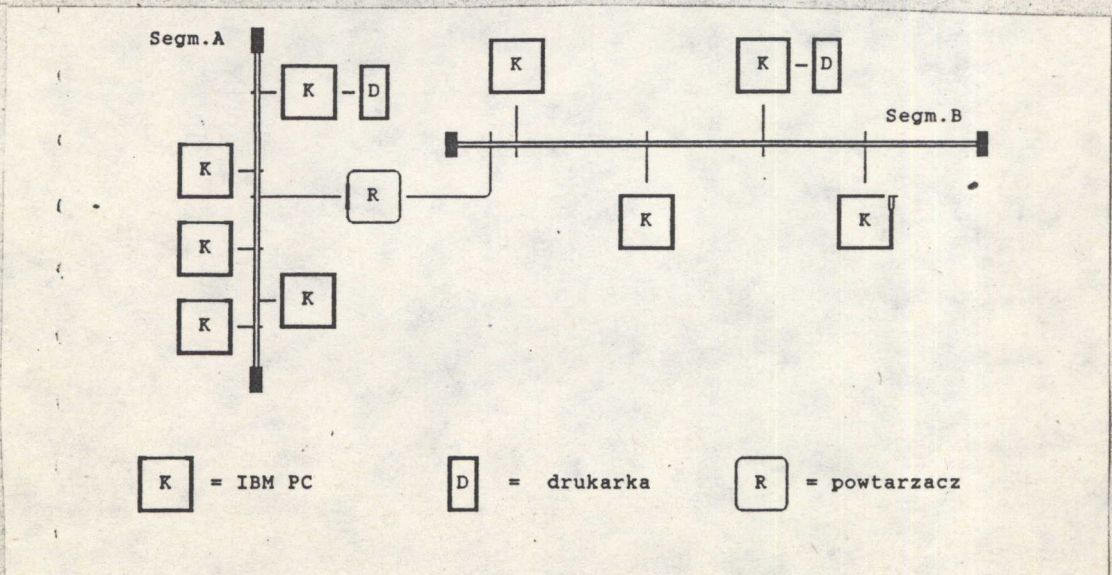 Segm.A
K
K
D
K
D
Segm.B
K
R
K
K
K
K
K
K
K = IBM PC
D = drukarka
R = powtarzacz